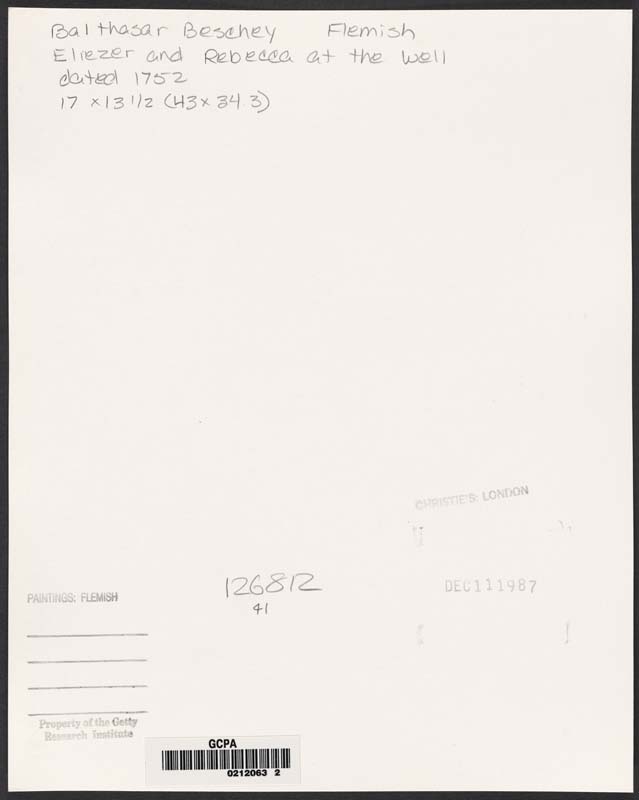 Balthasar Beschey Flemish
Eliezer and Rebecca at the well
dated 1752
17 x 13 1/2 (43 x 34 3)
CHRISTIE'S: LONDON
126812
41
DEC 11 1987
PAINTINGS: FLEMISH
Property of the Getty
Research Institute
GCPA
0212063 2